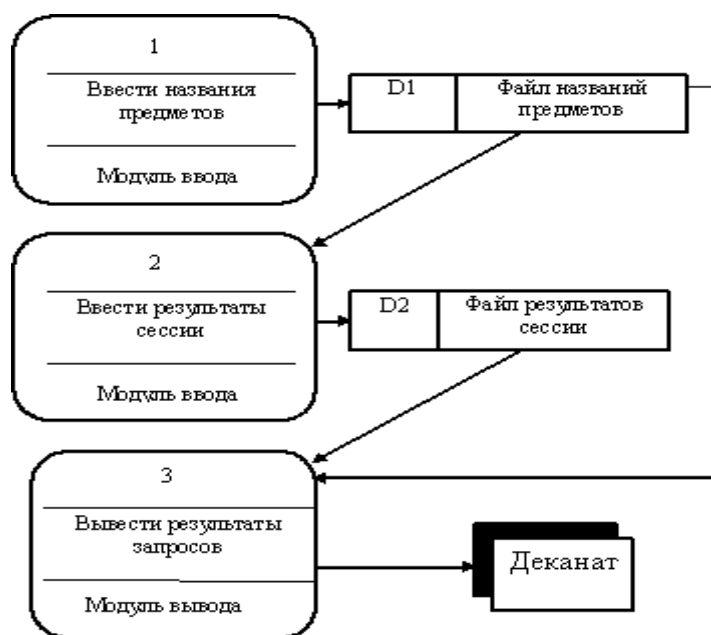 1
Ввести названия
предметов
Модуль ввода
D1
Файл названий
предметов
2
Ввести результаты
сессии
Модуль ввода
D2
Файл результатов
сессии
3
Вывести результаты
запросов
Модуль вывода
Деканат